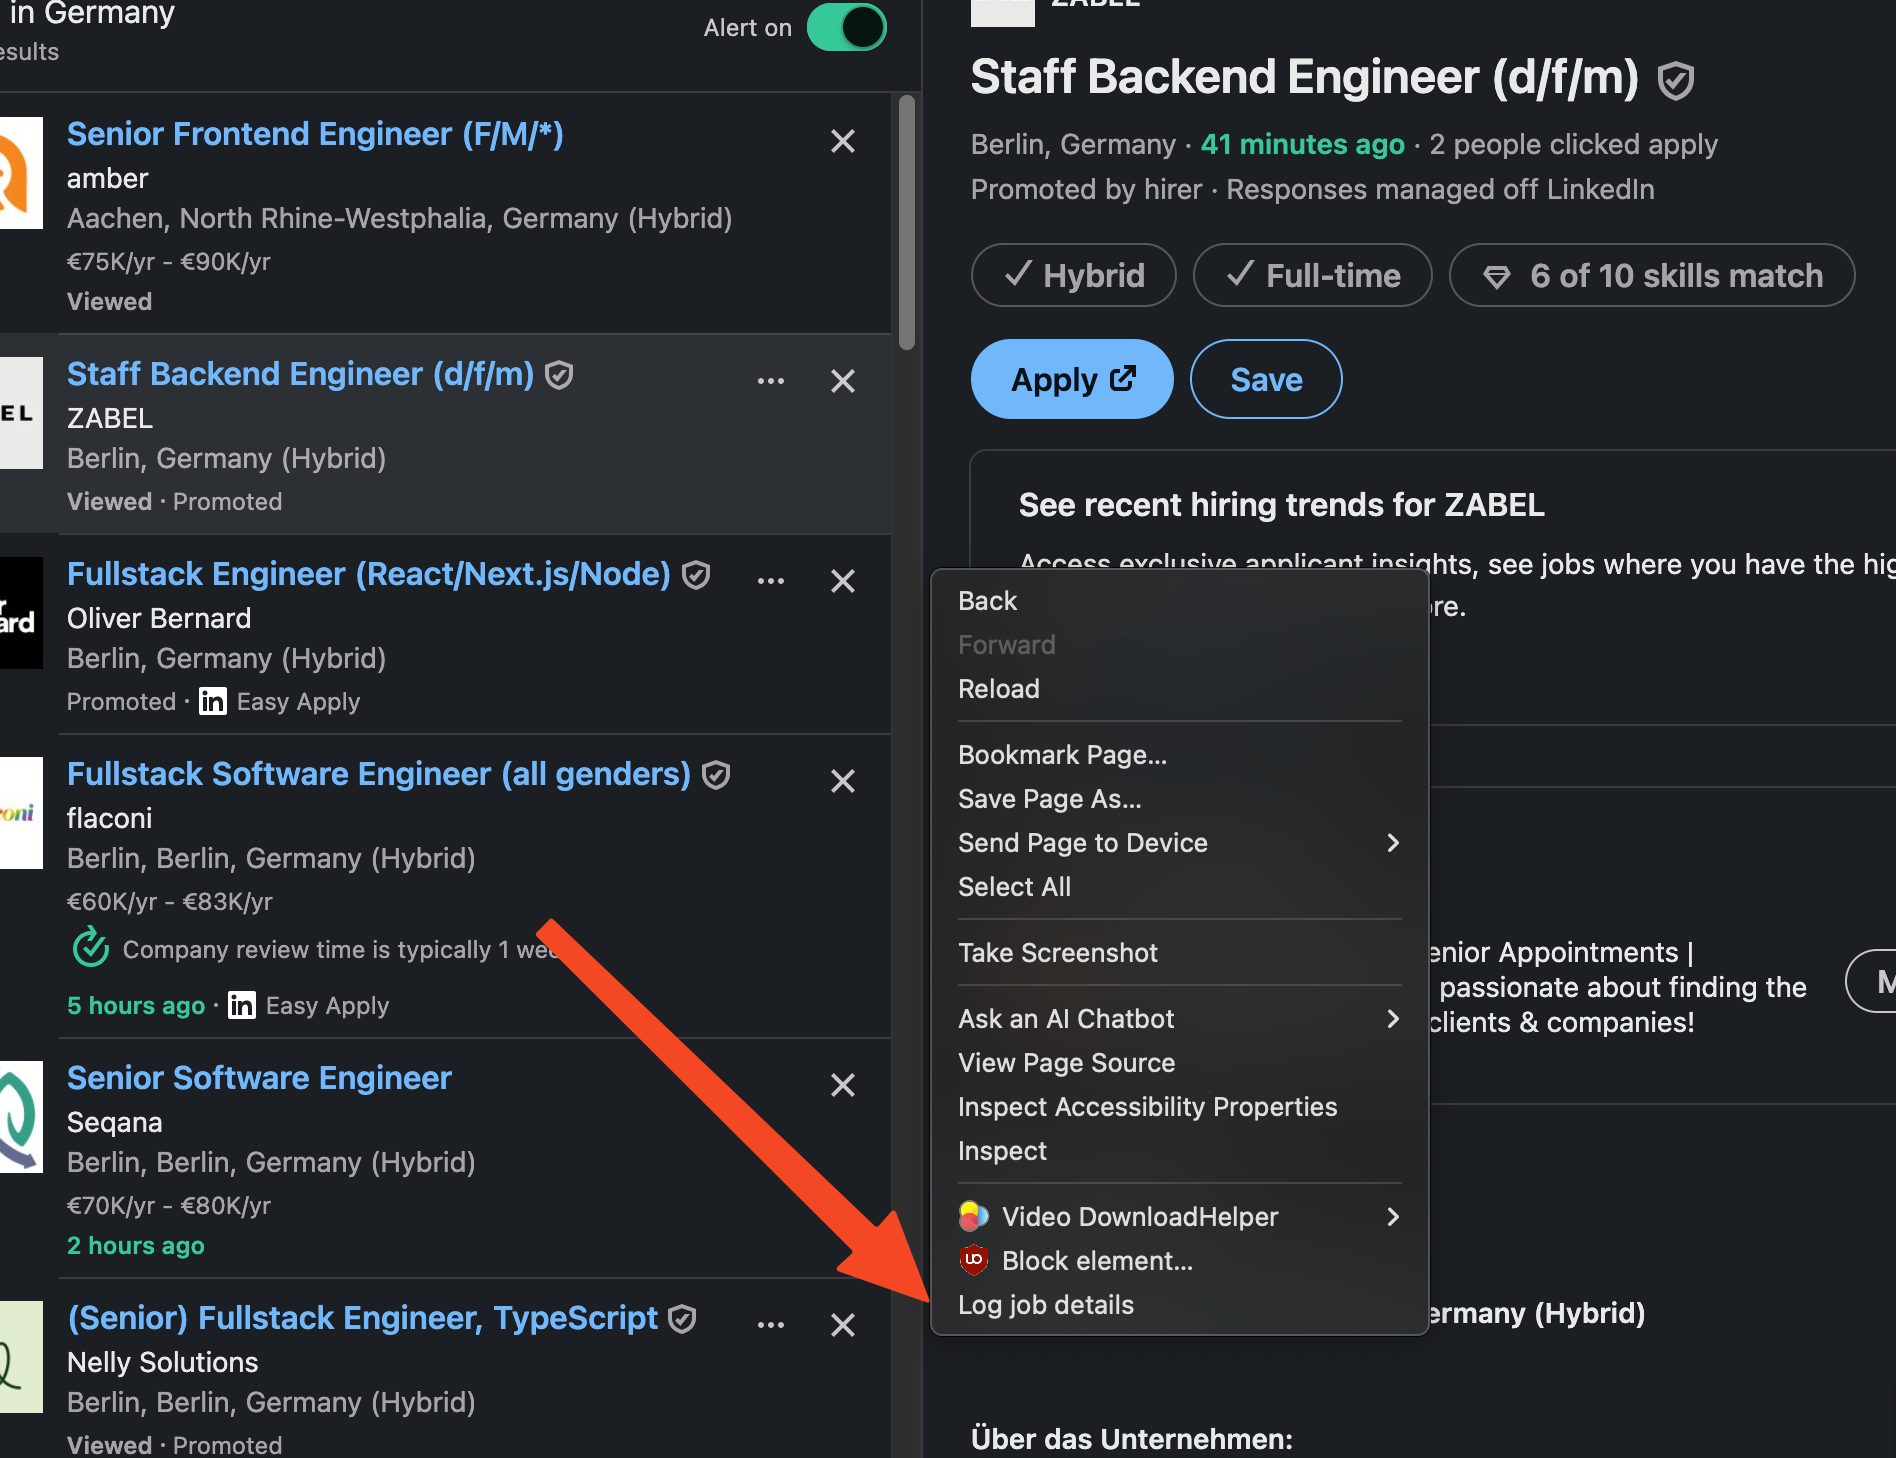 in Germany
esults
Alert on
Senior Frontend Engineer (F/M/*)
amber
Aachen, North Rhine-Westphalia, Germany (Hybrid)
€75K/yr - €90K/yr
Viewed
EL
Staff Backend Engineer (d/f/m)
ZABEL
Berlin, Germany (Hybrid)
Viewed · Promoted
ard
Fullstack Engineer (React/Next.js/Node)
Oliver Bernard
Berlin, Germany (Hybrid)
Promoted · in Easy Apply
oni
Fullstack Software Engineer (all genders)
flaconi
Berlin, Berlin, Germany (Hybrid)
€60K/yr - €83K/yr
Company review time is typically 1 wee
5 hours ago · in Easy Apply
Senior Software Engineer
Seqana
Berlin, Berlin, Germany (Hybrid)
€70K/yr - €80K/yr
2 hours ago
(Senior) Fullstack Engineer, TypeScript
Nelly Solutions
Berlin, Berlin, Germany (Hybrid)
Viewed · Promoted
ZABEL
Staff Backend Engineer (d/f/m)
Berlin, Germany · 41 minutes ago · 2 people clicked apply
Promoted by hirer · Responses managed off LinkedIn
Hybrid
Full-time
6 of 10 skills match
Apply
Save
See recent hiring trends for ZABEL
Access exclusive applicant insights, see jobs where you have the hig
re.
Back
Forward
Reload
Bookmark Page...
Save Page As...
Send Page to Device
Select All
Take Screenshot
Ask an AI Chatbot
View Page Source
Inspect Accessibility Properties
Inspect
Video DownloadHelper
Block element...
Log job details
enior Appointments |
passionate about finding the
clients & companies!
M
ermany (Hybrid)
Über das Unternehmen: